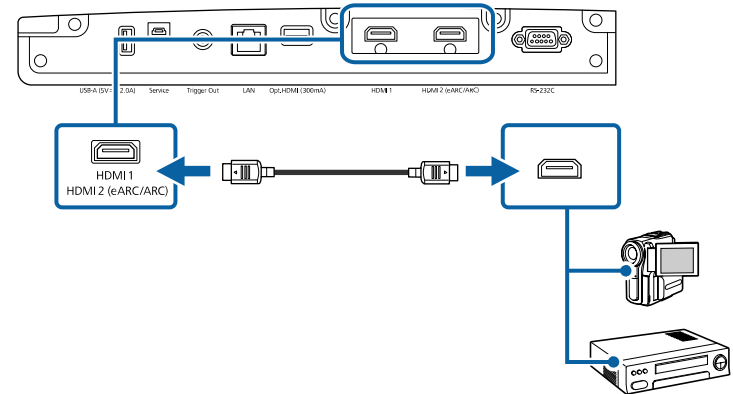 USB-A (5V⎓2.0A) Service Trigger Out LAN Opt.HDMI (300mA) HDMI 1 HDMI 2 (eARC/ARC) RS-232C
HDMI 1
HDMI 2 (eARC/ARC)